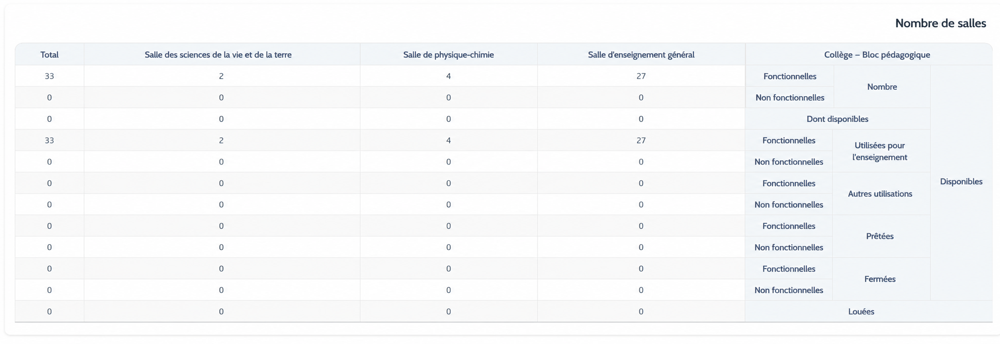 Nombre de salles
Total	Salle des sciences de la vie et de la terre	Salle de physique-chimie	Salle d'enseignement général	Collège – Bloc pédagogique
33	2	4	27	Fonctionnelles	Nombre	Disponibles
0	0	0	0	Non fonctionnelles
0	0	0	0	Dont disponibles
33	2	4	27	Fonctionnelles	Utilisées pour
l'enseignement
0	0	0	0	Non fonctionnelles
0	0	0	0	Fonctionnelles	Autres utilisations
0	0	0	0	Non fonctionnelles
0	0	0	0	Fonctionnelles	Prêtées
0	0	0	0	Non fonctionnelles
0	0	0	0	Fonctionnelles	Fermées
0	0	0	0	Non fonctionnelles
0	0	0	0	Louées